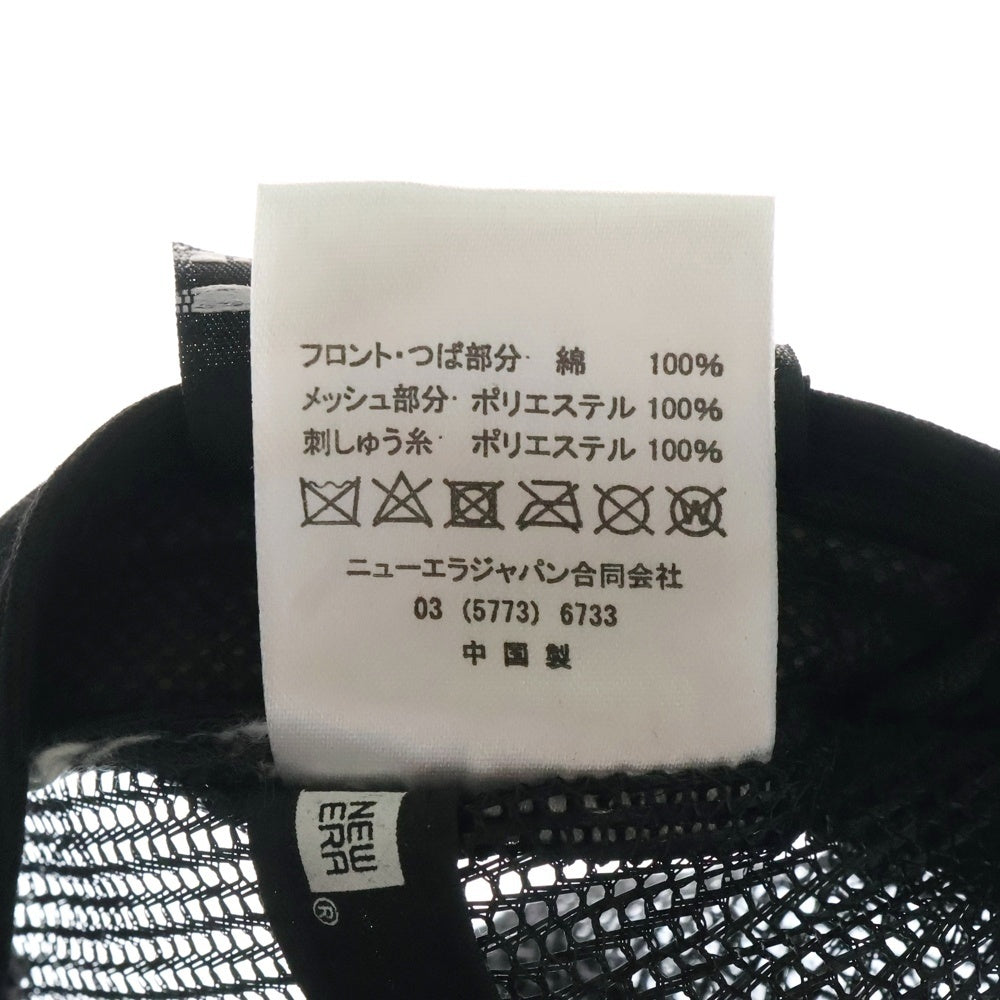 フロント・つば部分・ 綿 100%
メッシュ部分・ ポリエステル 100%
刺しゅう糸・ ポリエステル 100%
W
ニューエラジャパン合同会社
03 (5773) 6733
中国製
NEW
ERA
®